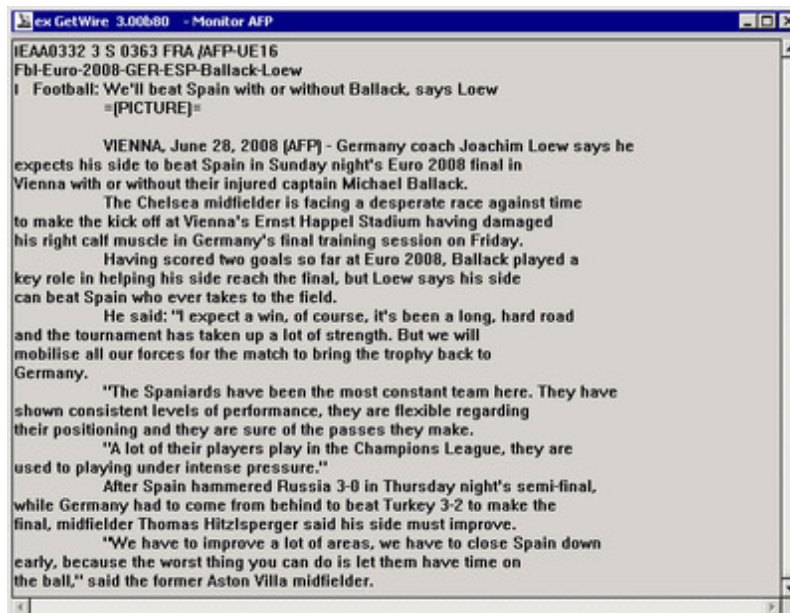 ex GetWire 3.00b80 - Monitor AFP
IEAA0332 3 S 0363 FRA /AFP-UE16
Fbl-Euro-2008-GER-ESP-Ballack-Loew
I Football: We'll beat Spain with or without Ballack, says Loew
=(PICTURE)=
VIENNA, June 28, 2008 (AFP) - Germany coach Joachim Loew says he
expects his side to beat Spain in Sunday night's Euro 2008 final in
Vienna with or without their injured captain Michael Ballack.
The Chelsea midfielder is facing a desperate race against time
to make the kick off at Vienna's Ernst Happel Stadium having damaged
his right calf muscle in Germany's final training session on Friday.
Having scored two goals so far at Euro 2008, Ballack played a
key role in helping his side reach the final, but Loew says his side
can beat Spain who ever takes to the field.
He said: "I expect a win, of course, it's been a long, hard road
and the tournament has taken up a lot of strength. But we will
mobilise all our forces for the match to bring the trophy back to
Germany.
"The Spaniards have been the most constant team here. They have
shown consistent levels of performance, they are flexible regarding
their positioning and they are sure of the passes they make.
"A lot of their players play in the Champions League, they are
used to playing under intense pressure."
After Spain hammered Russia 3-0 in Thursday night's semi-final,
while Germany had to come from behind to beat Turkey 3-2 to make the
final, midfielder Thomas Hitzlsperger said his side must improve.
"We have to improve a lot of areas, we have to close Spain down
early, because the worst thing you can do is let them have time on
the ball," said the former Aston Villa midfielder.